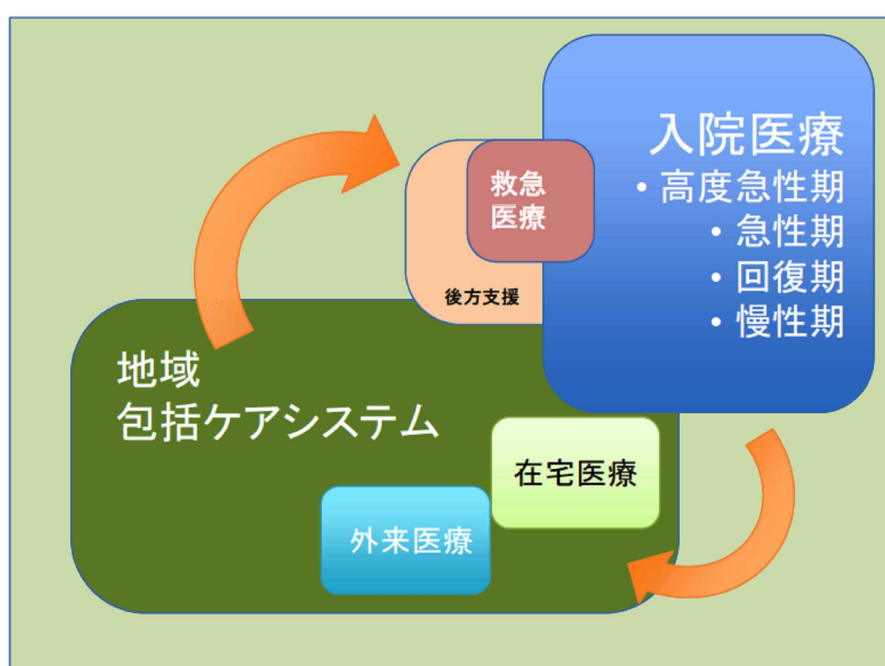 入院医療
・高度急性期
・急性期
・回復期
・慢性期
救急
医療
後方支援
地域
包括ケアシステム
在宅医療
外来医療